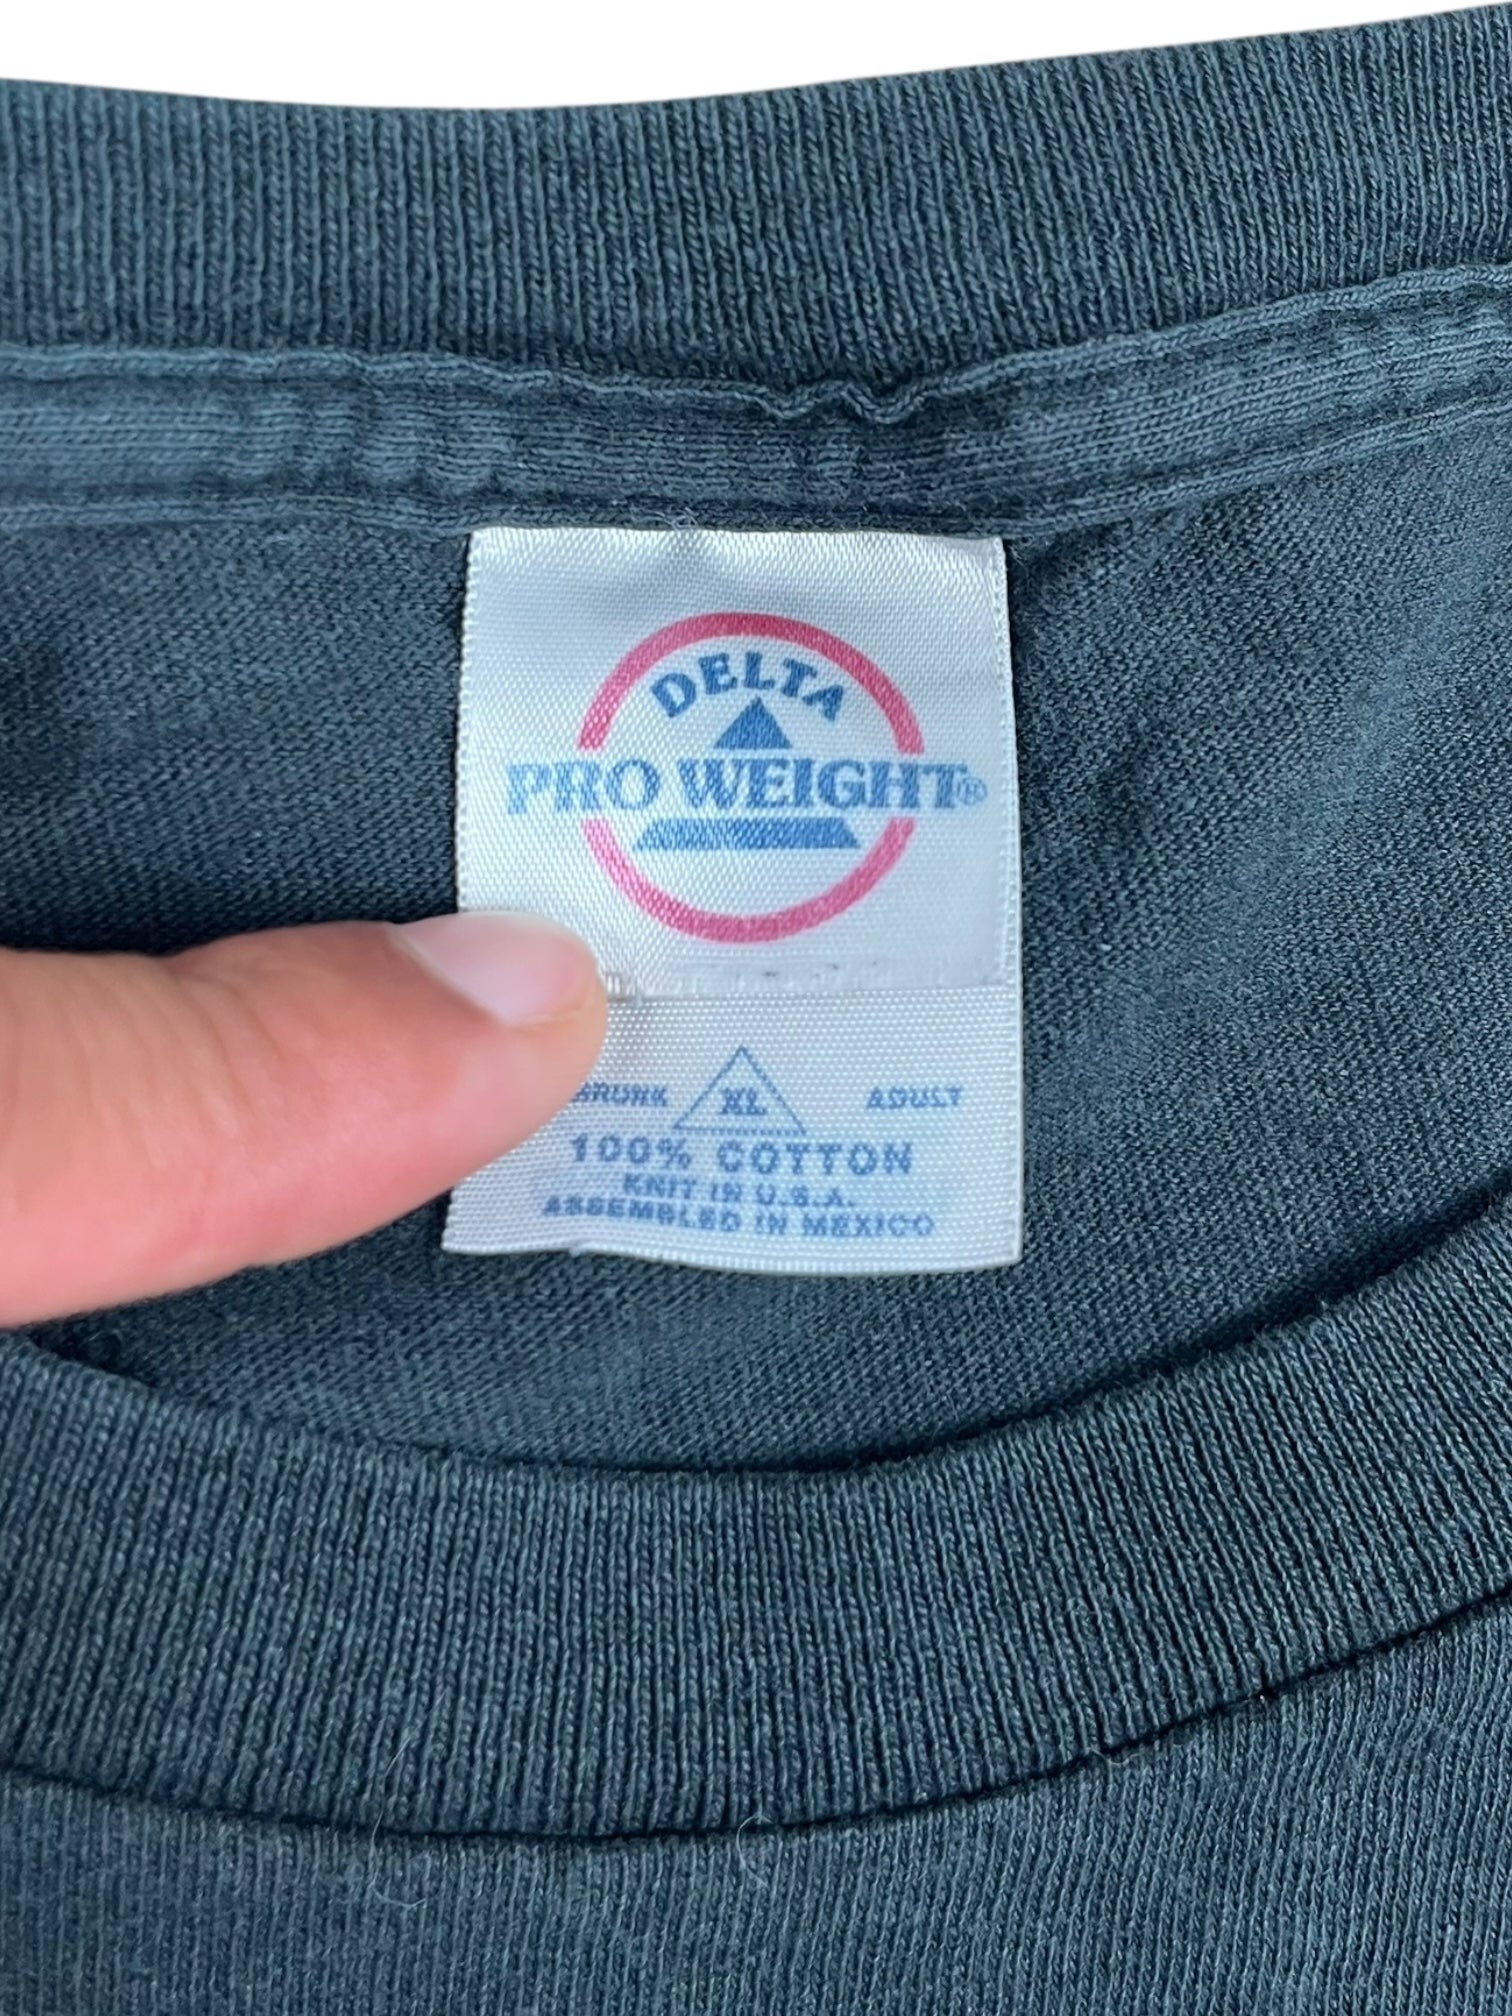 DELTA
PRO WEIGHT®
XL ADULT
100% COTTON
KNIT IN U.S.A.
ASSEMBLED IN MEXICO